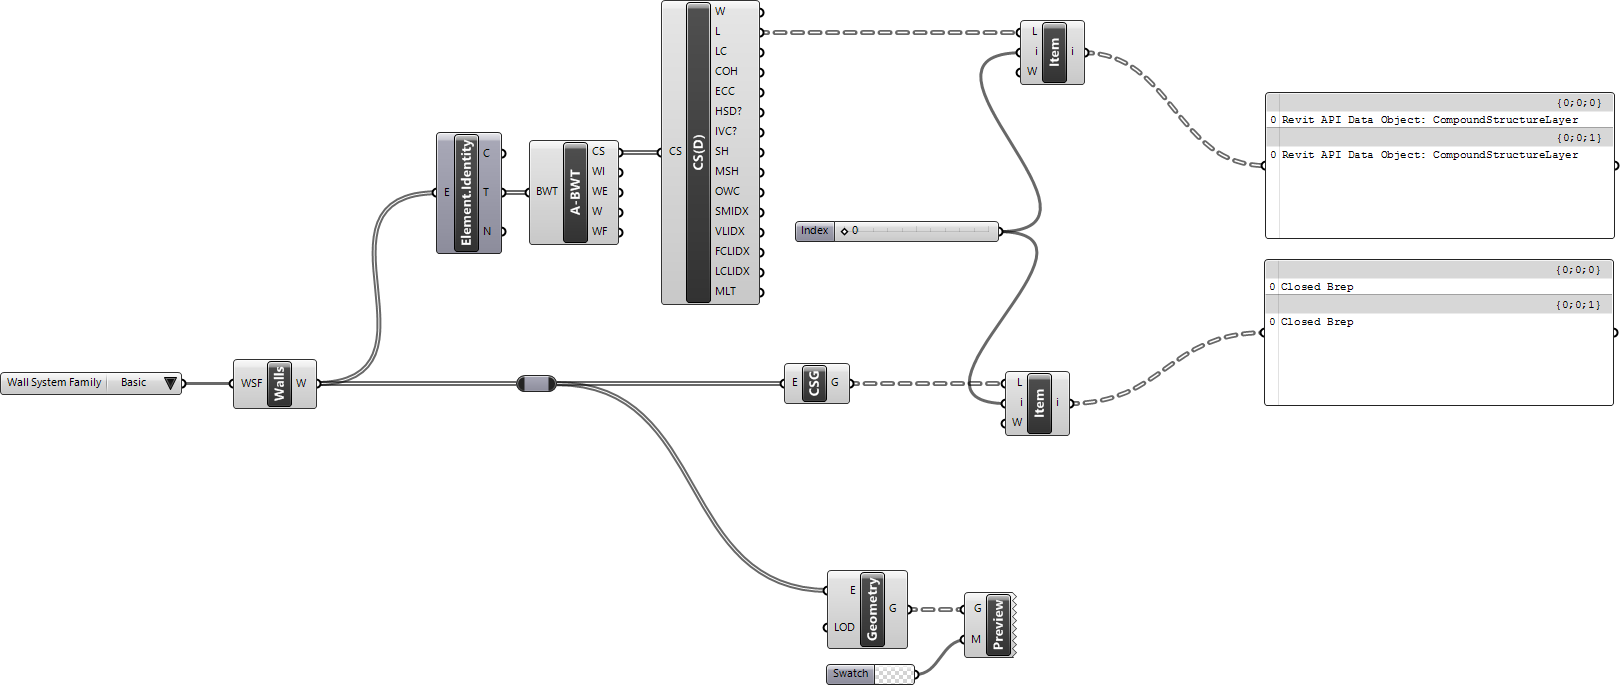 Wall System Family Basic
WSF Walls W
E Element.Identity C
T
N
BWT A-BWT CS
WI
WE
W
WF
CS CS(D) W
L
LC
COH
ECC
HSD?
IVC?
SH
MSH
OWC
SMIDX
VLIDX
FCLIDX
LCLIDX
MLT
Index 0
L
i
W
Item i
{0;0;0}
0 Revit API Data Object: CompoundStructureLayer
{0;0;1}
0 Revit API Data Object: CompoundStructureLayer
E CSG G
L
i
W
Item i
{0;0;0}
0 Closed Brep
{0;0;1}
0 Closed Brep
E
LOD
Geometry G
Swatch
G
M
Preview